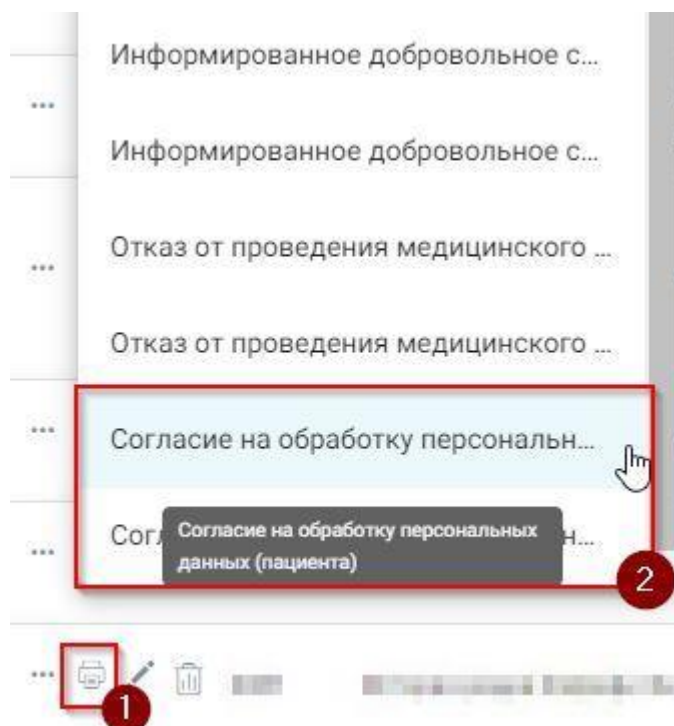 Информированное добровольное с...
Информированное добровольное с...
Отказ от проведения медицинского ...
Отказ от проведения медицинского ...
Согласие на обработку персональн...
Сог
н...
Согласие на обработку персональных
данных (пациента)
2
1